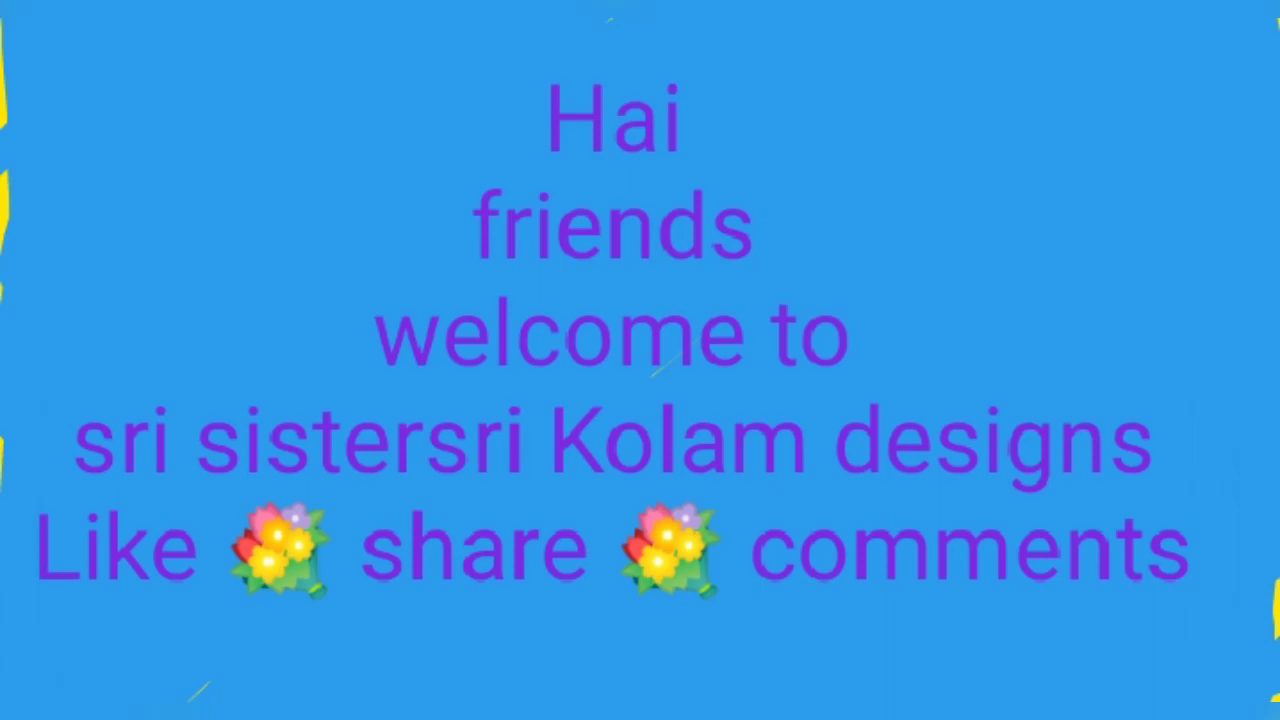 Hai
friends
welcome to
sri sistersri Kolam designs
Like 💐 share 💐 comments